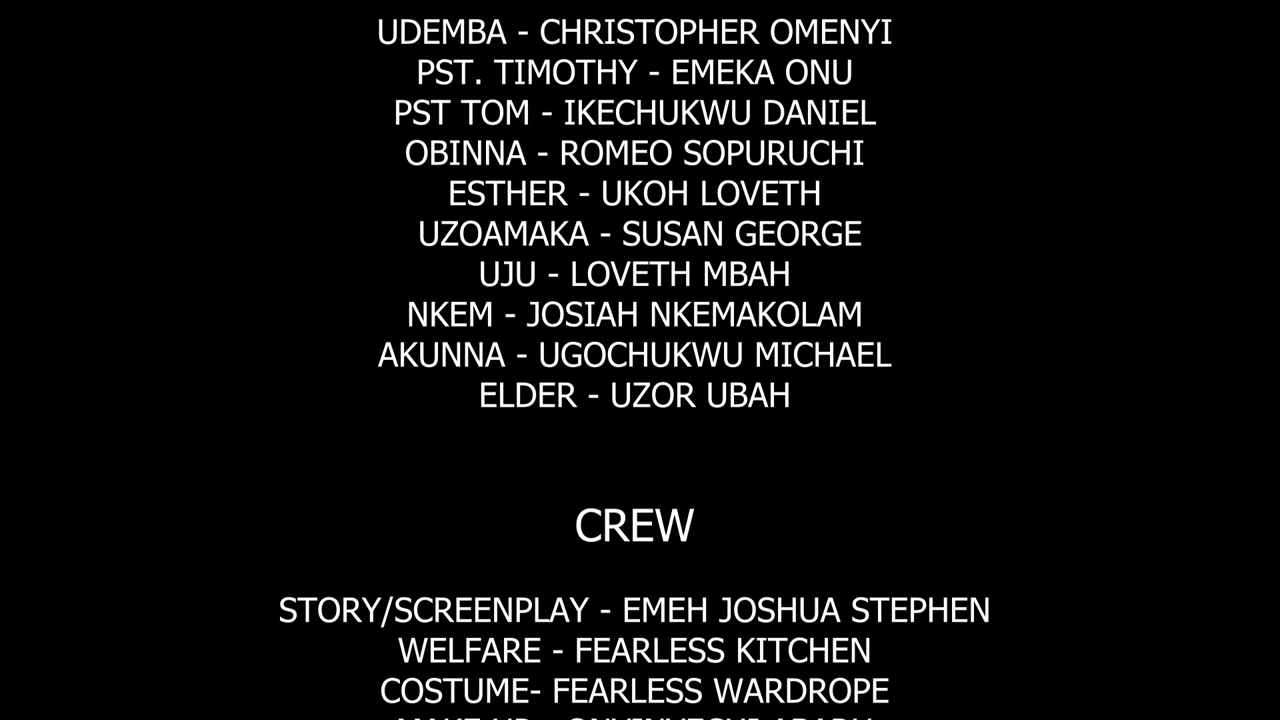 UDEMBA - CHRISTOPHER OMENYI
PST. TIMOTHY - EMEKA ONU
PST TOM - IKECHUKWU DANIEL
OBINNA - ROMEO SOPURUCHI
ESTHER - UKOH LOVETH
UZOAMAKA - SUSAN GEORGE
UJU - LOVETH MBAH
NKEM - JOSIAH NKEMAKOLAM
AKUNNA - UGOCHUKWU MICHAEL
ELDER - UZOR UBAH
CREW
STORY/SCREENPLAY - EMEH JOSHUA STEPHEN
WELFARE - FEARLESS KITCHEN
COSTUME- FEARLESS WARDROPE